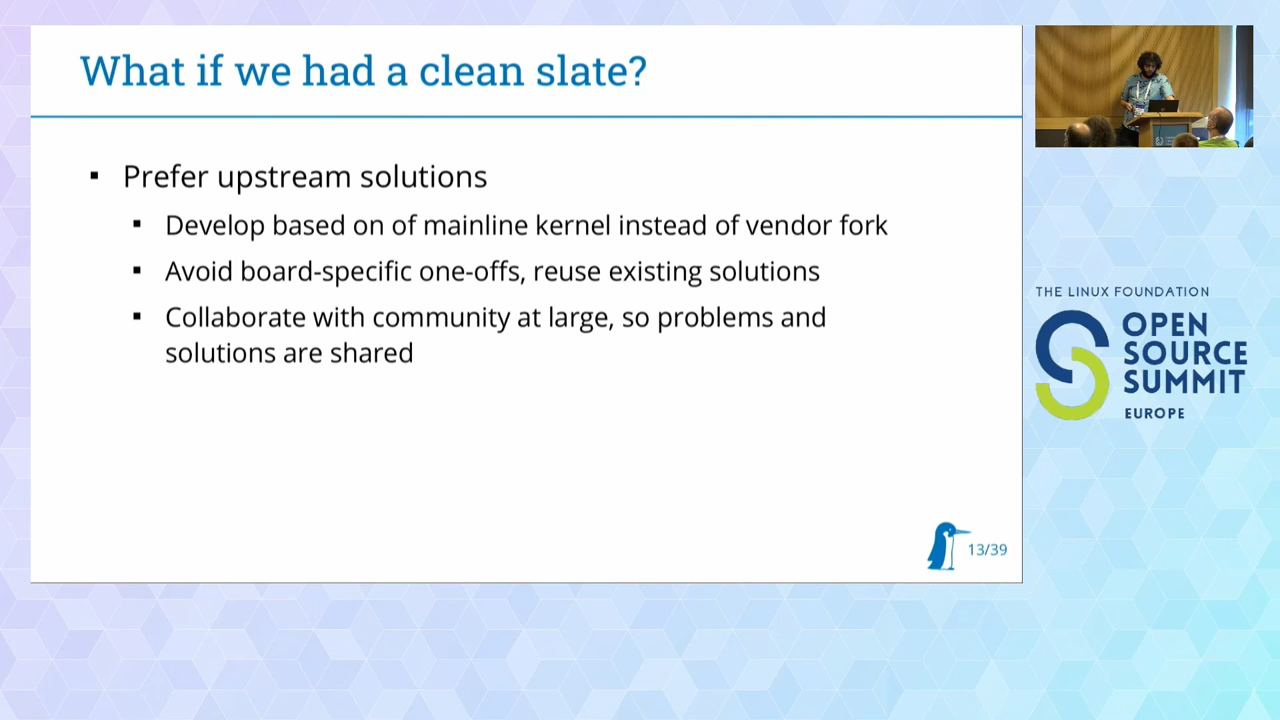 What if we had a clean slate?
▪ Prefer upstream solutions
▪ Develop based on of mainline kernel instead of vendor fork
▪ Avoid board-specific one-offs, reuse existing solutions
▪ Collaborate with community at large, so problems and
solutions are shared
13/39
THE LINUX FOUNDATION
OPEN
SOURCE
SUMMIT
EUROPE